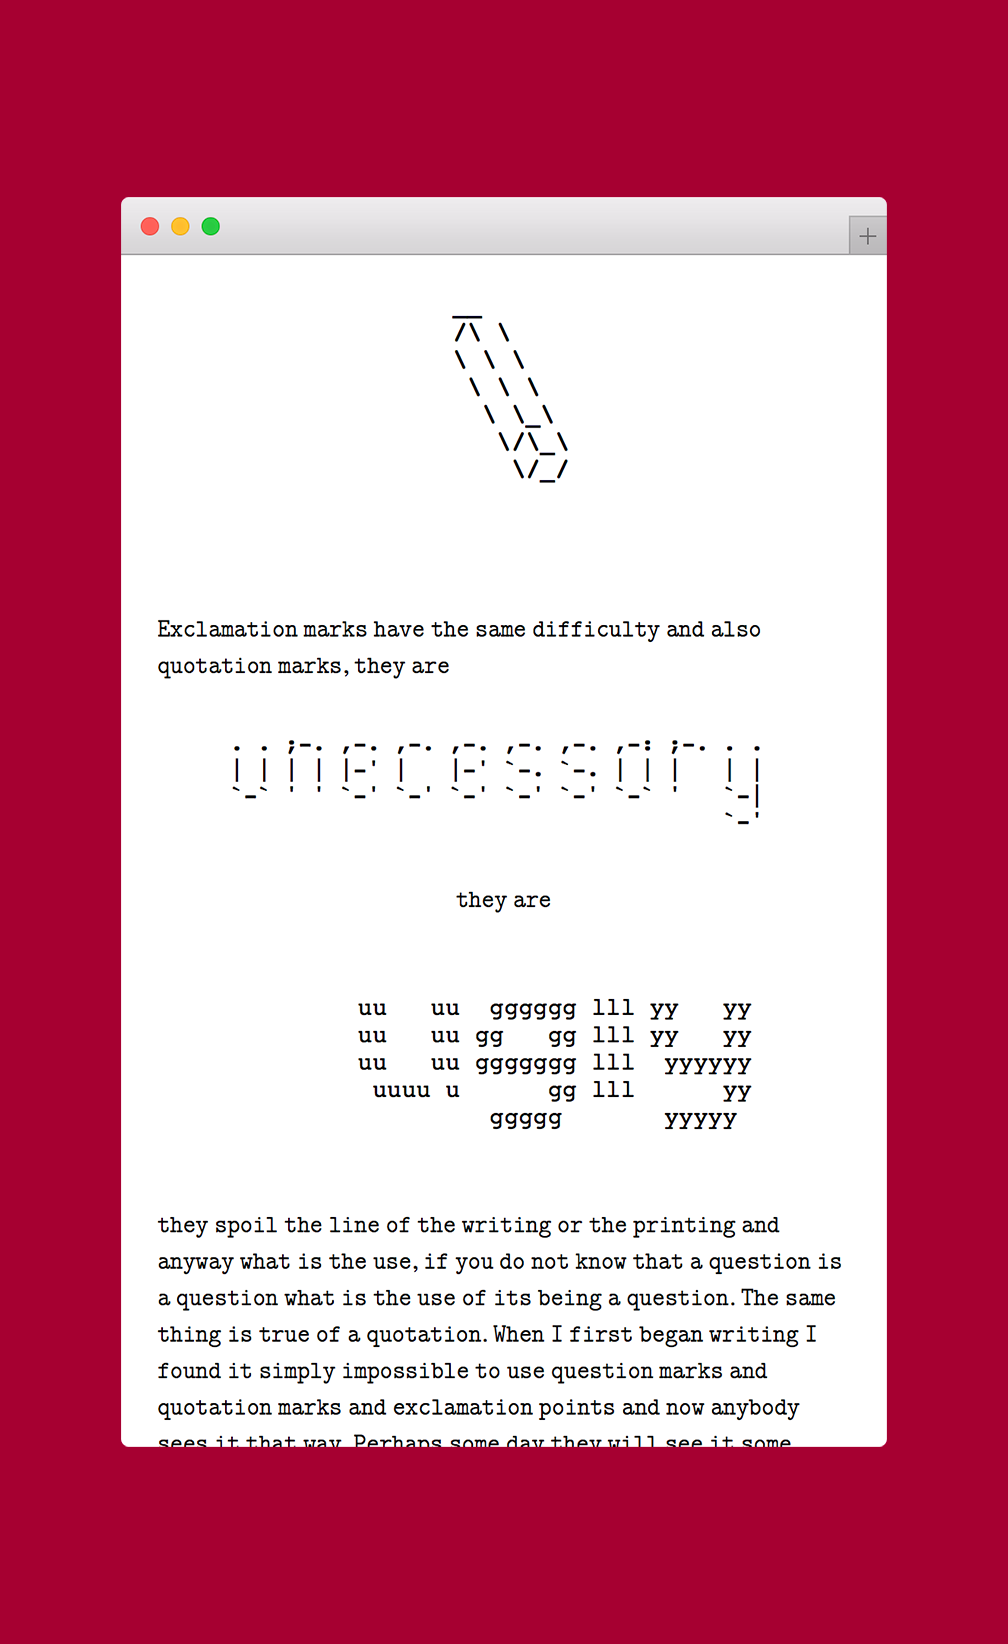 Exclamation marks have the same difficulty and also
quotation marks, they are
unecessary
they are
ugly
they spoil the line of the writing or the printing and
anyway what is the use, if you do not know that a question is
a question what is the use of its being a question. The same
thing is true of a quotation. When I first began writing I
found it simply impossible to use question marks and
quotation marks and exclamation points and now anybody
sees it that way. Perhaps some day they will see it some